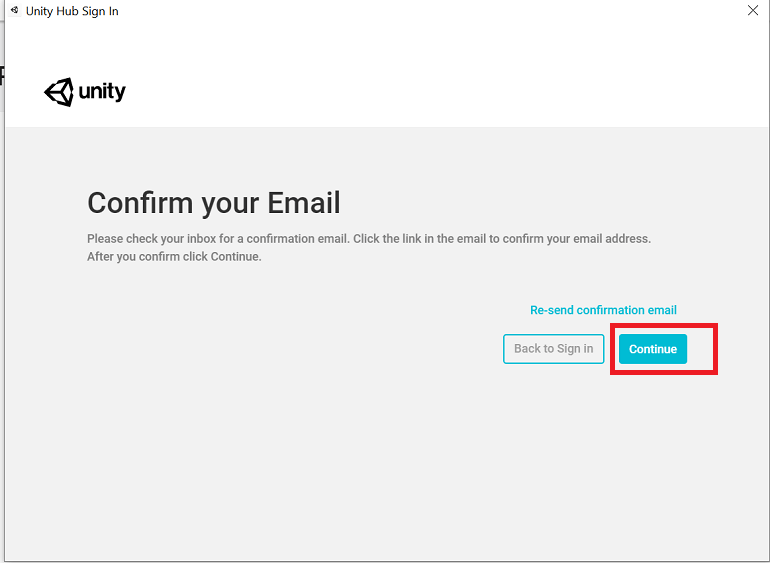 Unity Hub Sign In
unity
Confirm your Email
Please check your inbox for a confirmation email. Click the link in the email to confirm your email address.
After you confirm click Continue.
Re-send confirmation email
Back to Sign in
Continue